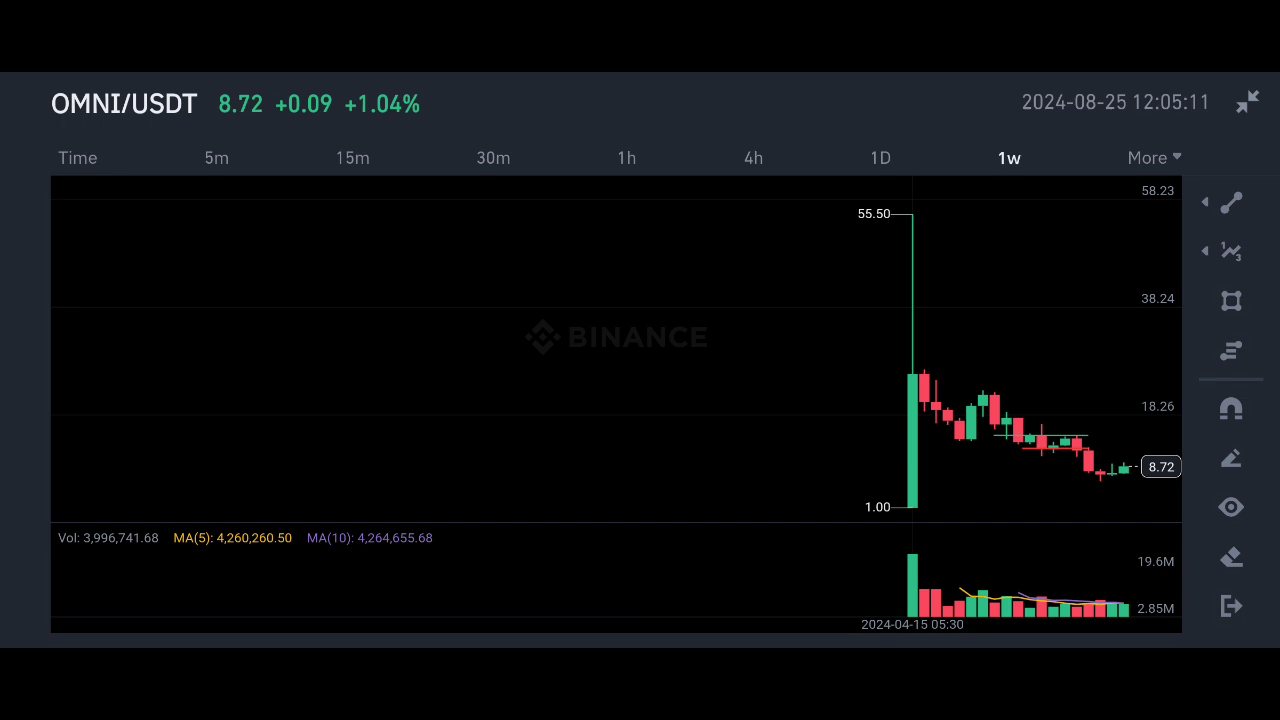 OMNI/USDT 8.72 +0.09 +1.04% 2024-08-25 12:05:11
Time 5m 15m 30m 1h 4h 1D 1w More
58.23
55.50
38.24
BINANCE
18.26
8.72
1.00
Vol: 3,996,741.68 MA(5): 4,260,260.50 MA(10): 4,264,655.68
19.6M
2.85M
2024-04-15 05:30